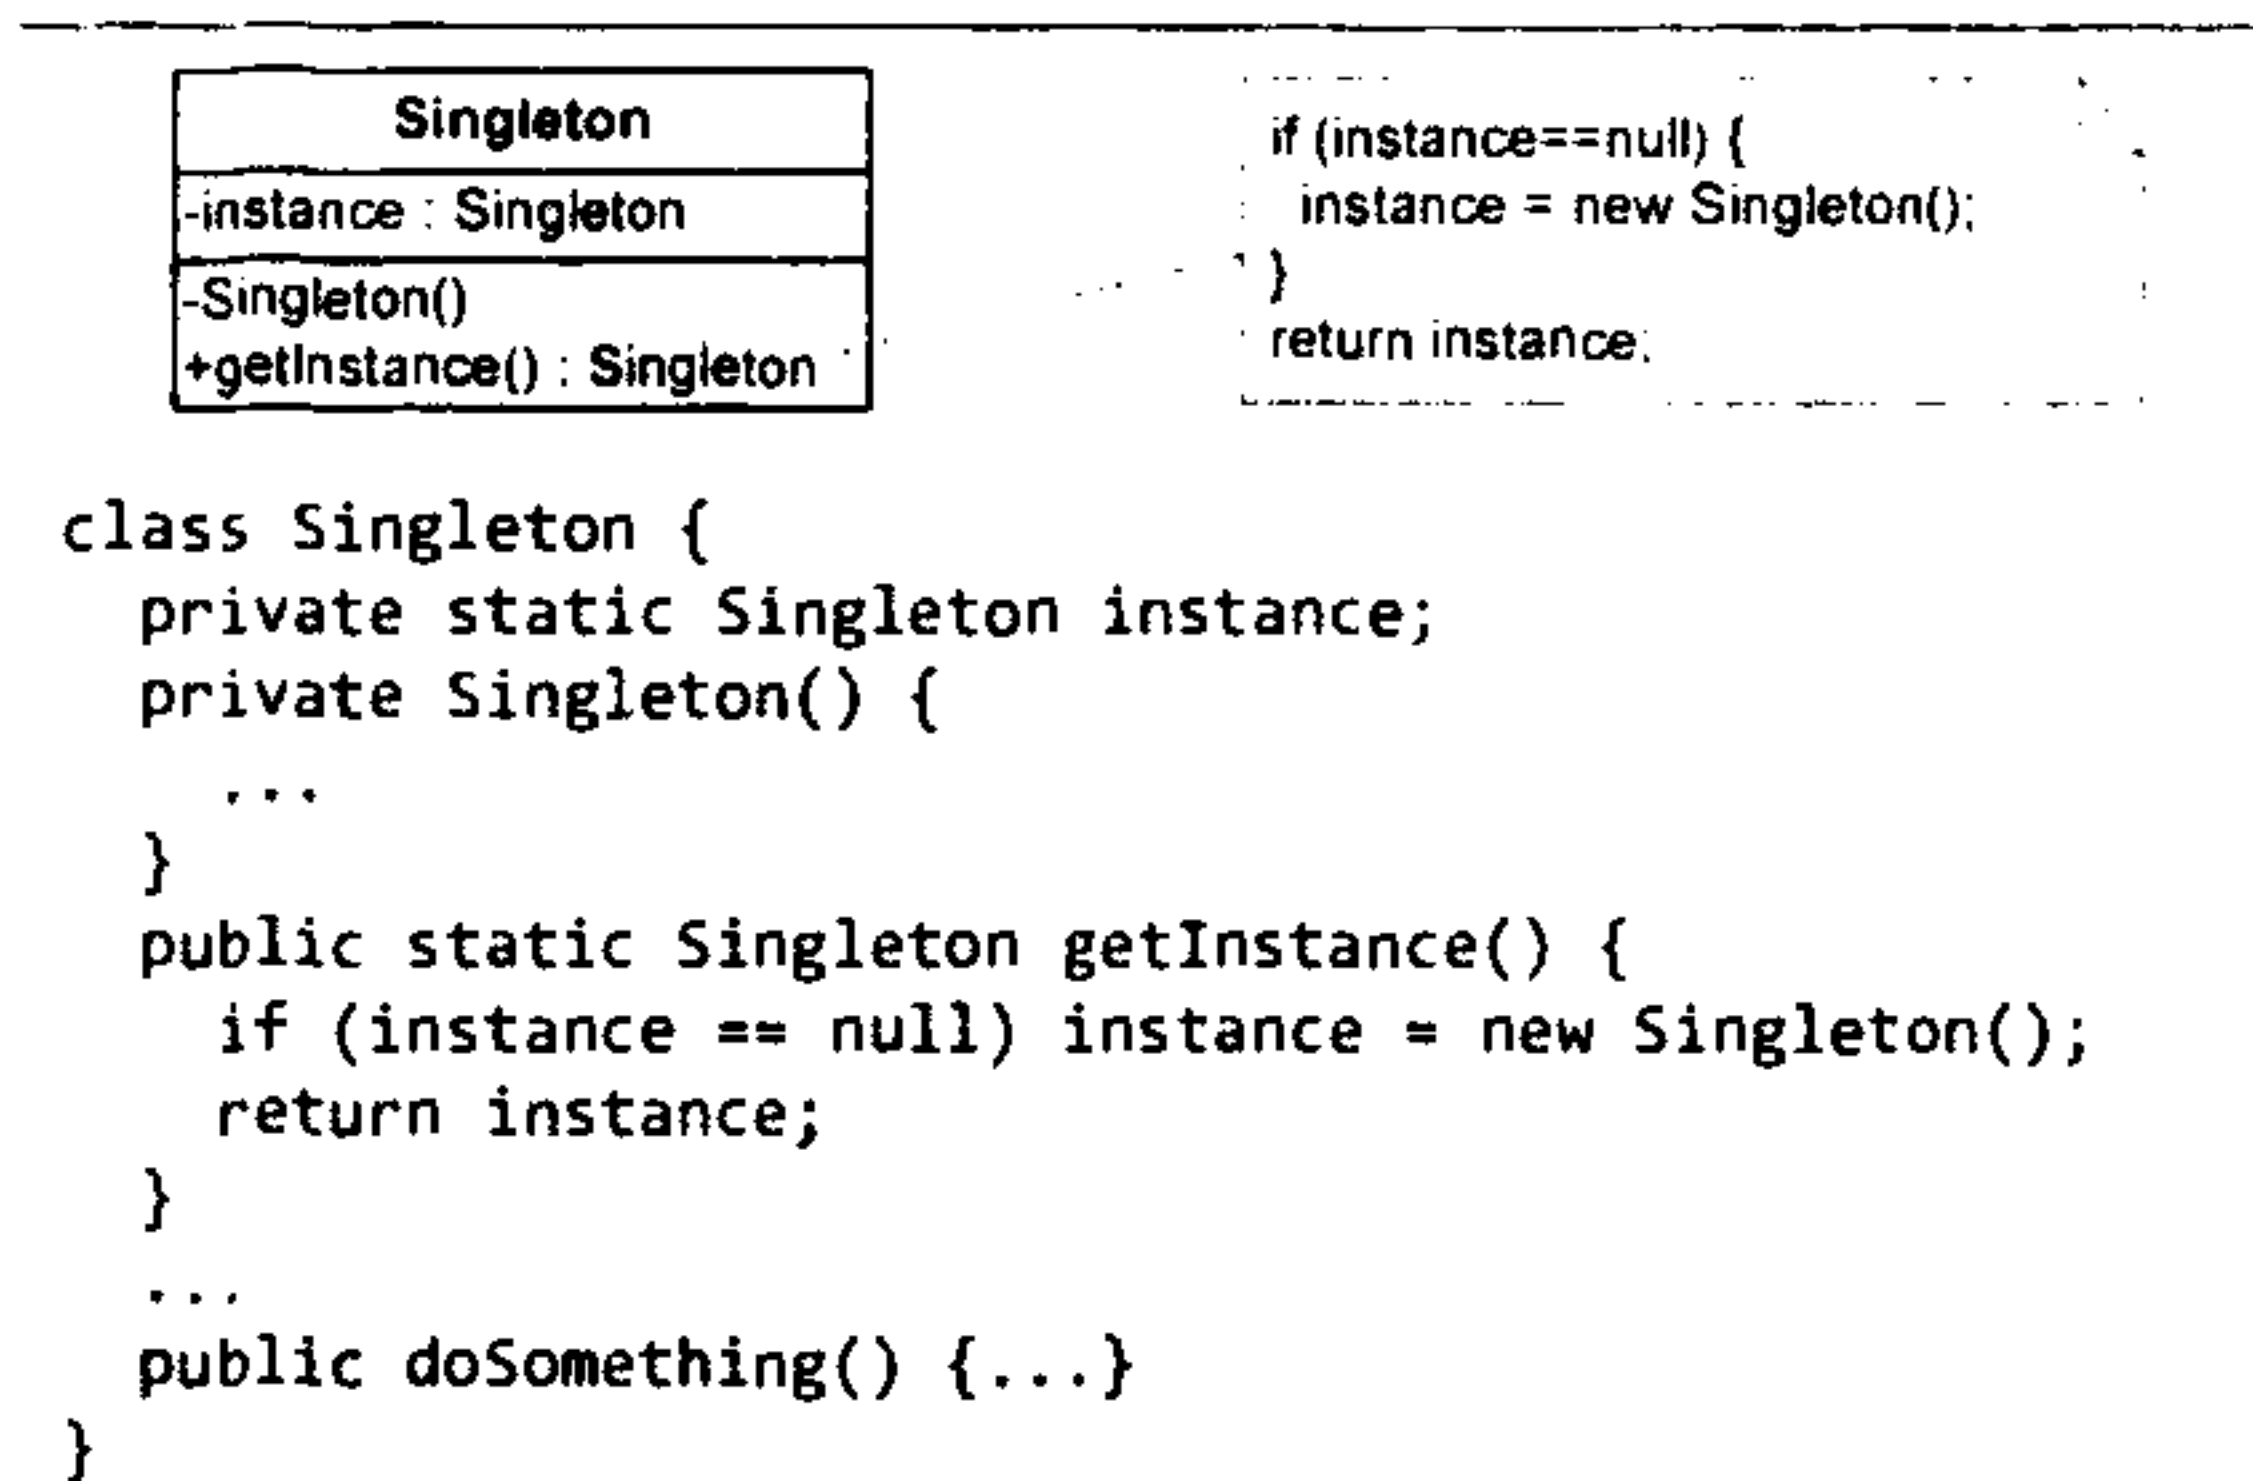 Singleton
-instance : Singleton
-Singleton()
+getInstance() : Singleton
if (instance==null) {
instance = new Singleton();
}
return instance;
class Singleton {
private static Singleton instance;
private Singleton() {
...
}
public static Singleton getInstance() {
if (instance == null) instance = new Singleton();
return instance;
}
...
public doSomething() {...}
}